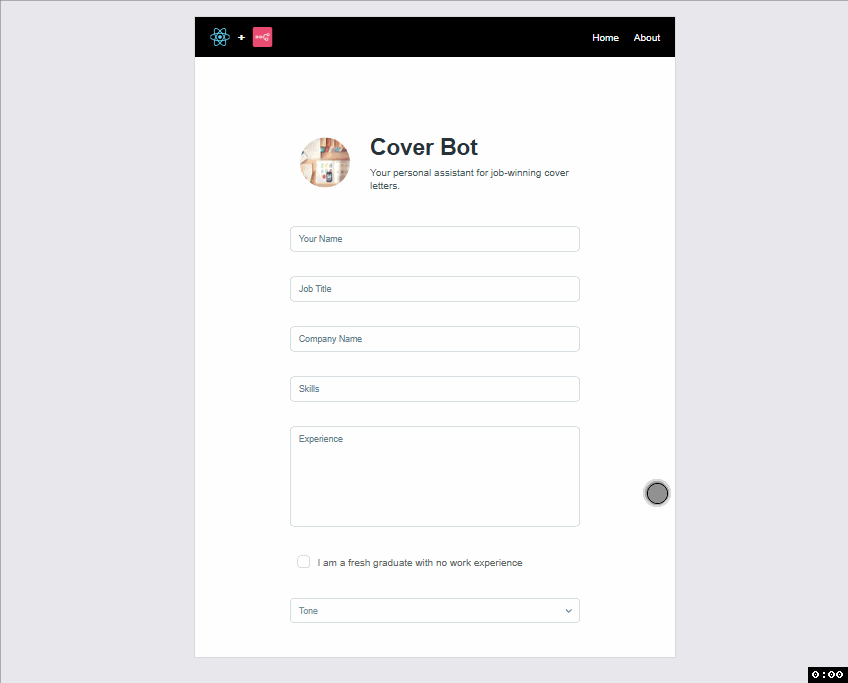 +
Home
About
Cover Bot
Your personal assistant for job-winning cover
letters.
Your Name
Job Title
Company Name
Skills
Experience
I am a fresh graduate with no work experience
Tone
0:00